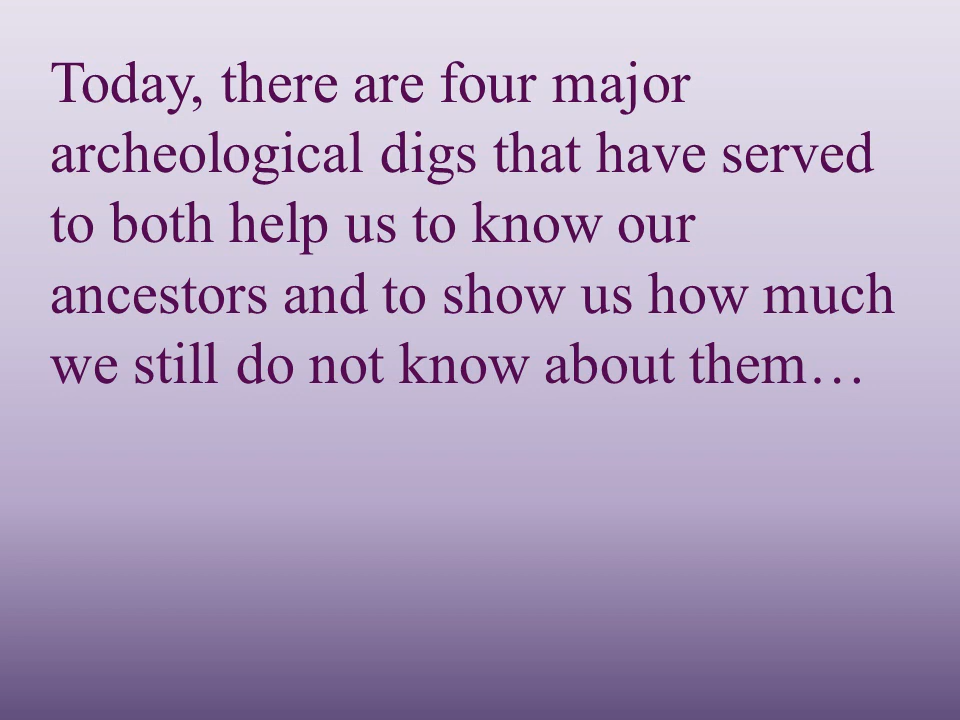 Today, there are four major
archeological digs that have served
to both help us to know our
ancestors and to show us how much
we still do not know about them…